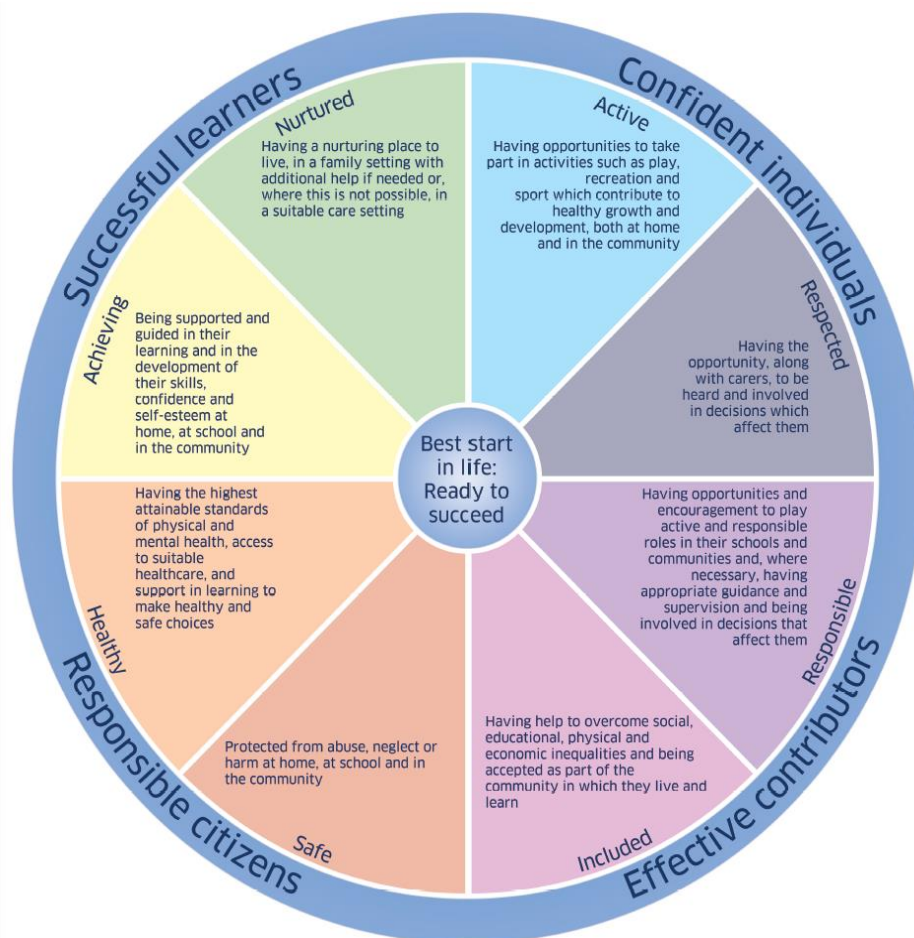 Successful learners
Confident individuals
Nurtured
Having a nurturing place to
live, in a family setting with
additional help if needed or,
where this is not possible, in
a suitable care setting
Active
Having opportunities to take
part in activities such as play,
recreation and
sport which contribute to
healthy growth and
development, both at home
and in the community
Achieving
Being supported and
guided in their
learning and in the
development of
their skills,
confidence and
self-esteem at
home, at school and
in the community
Respected
Having the
opportunity, along
with carers, to be
heard and involved
in decisions which
affect them
Best start
in life:
Ready to
succeed
Healthy
Having the highest
attainable standards
of physical and
mental health, access
to suitable
healthcare, and
support in learning to
make healthy and
safe choices
Responsible
Having opportunities and
encouragement to play
active and responsible
roles in their schools and
communities and, where
necessary, having
appropriate guidance and
supervision and being
involved in decisions that
affect them
Protected from abuse, neglect or
harm at home, at school and in
the community
Safe
Having help to overcome social,
educational, physical and
economic inequalities and being
accepted as part of the
community in which they live and
learn
Included
Responsible citizens
Effective contributors